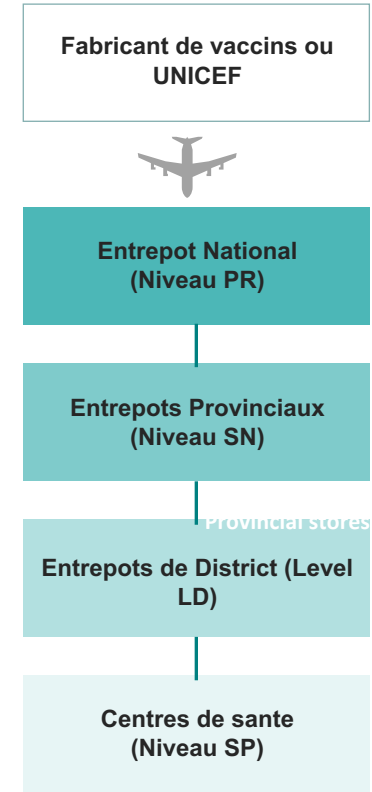 Fabricant de vaccins ou
UNICEF
Entrepot National
(Niveau PR)
Entrepots Provinciaux
(Niveau SN)
Provincial stores
Entrepots de District (Level
LD)
Centres de sante
(Niveau SP)